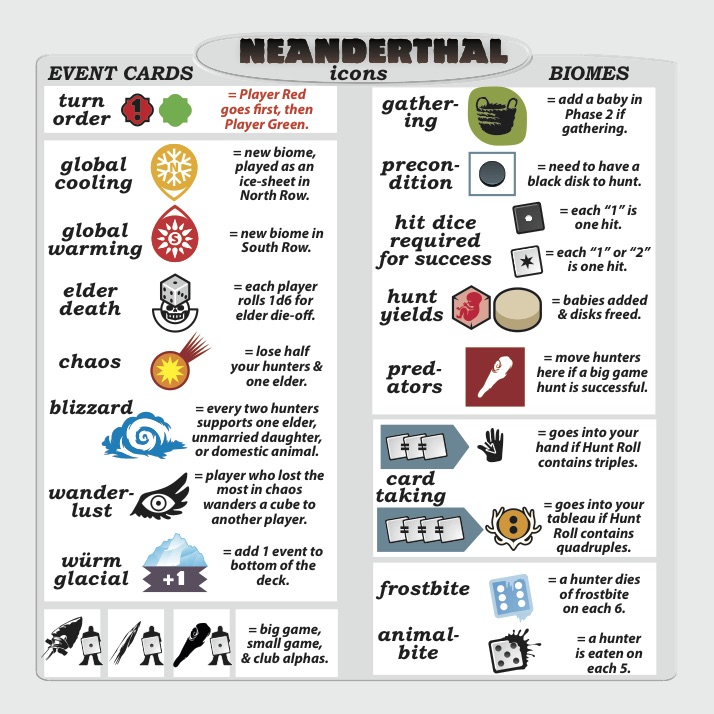 NEANDERTHAL
icons
EVENT CARDS
turn
order
1
= Player Red
goes first, then
Player Green.
global
cooling
N
= new biome,
played as an
ice-sheet in
North Row.
global
warming
S
= new biome in
South Row.
elder
death
= each player
rolls 1d6 for
elder die-off.
chaos
= lose half
your hunters &
one elder.
blizzard
= every two hunters
supports one elder,
unmarried daughter,
or domestic animal.
wander-
lust
= player who lost the
most in chaos
wanders a cube to
another player.
würm
glacial
+1
= add 1 event to
bottom of the
deck.
= big game,
small game,
& club alphas.
BIOMES
gather-
ing
= add a baby in
Phase 2 if
gathering.
precon-
dition
= need to have a
black disk to hunt.
hit dice
required
for success
= each “1” is
one hit.
= each “1” or “2”
is one hit.
hunt
yields
= babies added
& disks freed.
pred-
ators
= move hunters
here if a big game
hunt is successful.
card
taking
= goes into your
hand if Hunt Roll
contains triples.
= goes into your
tableau if Hunt
Roll contains
quadruples.
frostbite
= a hunter dies
of frostbite
on each 6.
animal-
bite
= a hunter
is eaten on
each 5.